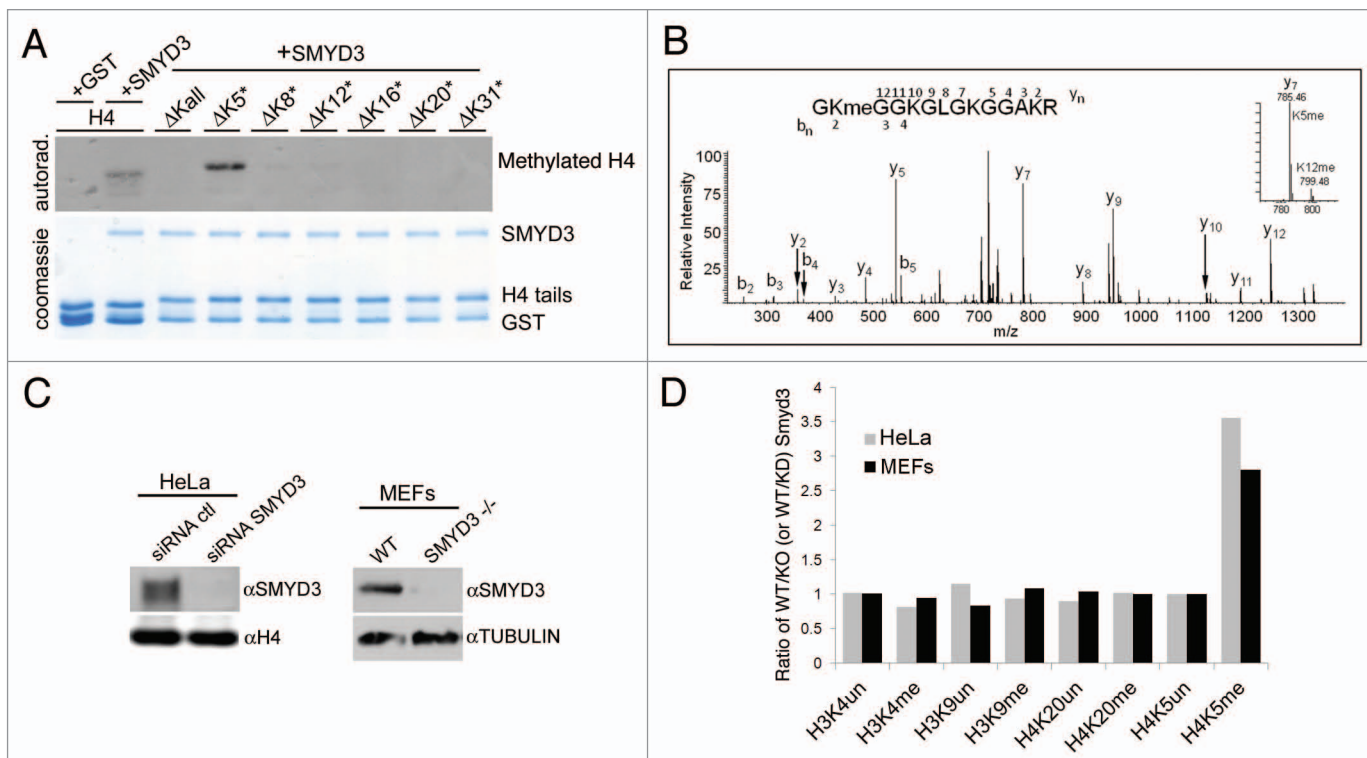 A
+SMYD3
+GST
+SMYD3
H4
ΔKall
ΔK5*
ΔK8*
ΔK12*
ΔK16*
ΔK20*
ΔK31*
autorad.
Methylated H4
coomassie
SMYD3
H4 tails
GST
B
12 11 10 9 8 7 5 4 3 2
GKmeGGKGLGKGGAKR
yn
bn
2 3 4
y7
785.46
K5me
K12me
799.48
780 800
Relative Intensity
100
75
50
25
b2
b3
y2
b4
y3
y4
y5
b5
y7
y8
y9
y10
y11
y12
300 400 500 600 700 800 900 1000 1100 1200 1300
m/z
C
HeLa
siRNA ctl
siRNA SMYD3
αSMYD3
αH4
MEFs
WT
SMYD3 -/-
αSMYD3
αTUBULIN
D
Ratio of WT/KO (or WT/KD) Smyd3
4
3.5
3
2.5
2
1.5
1
0.5
0
HeLa
MEFs
H3K4un
H3K4me
H3K9un
H3K9me
H4K20un
H4K20me
H4K5un
H4K5me